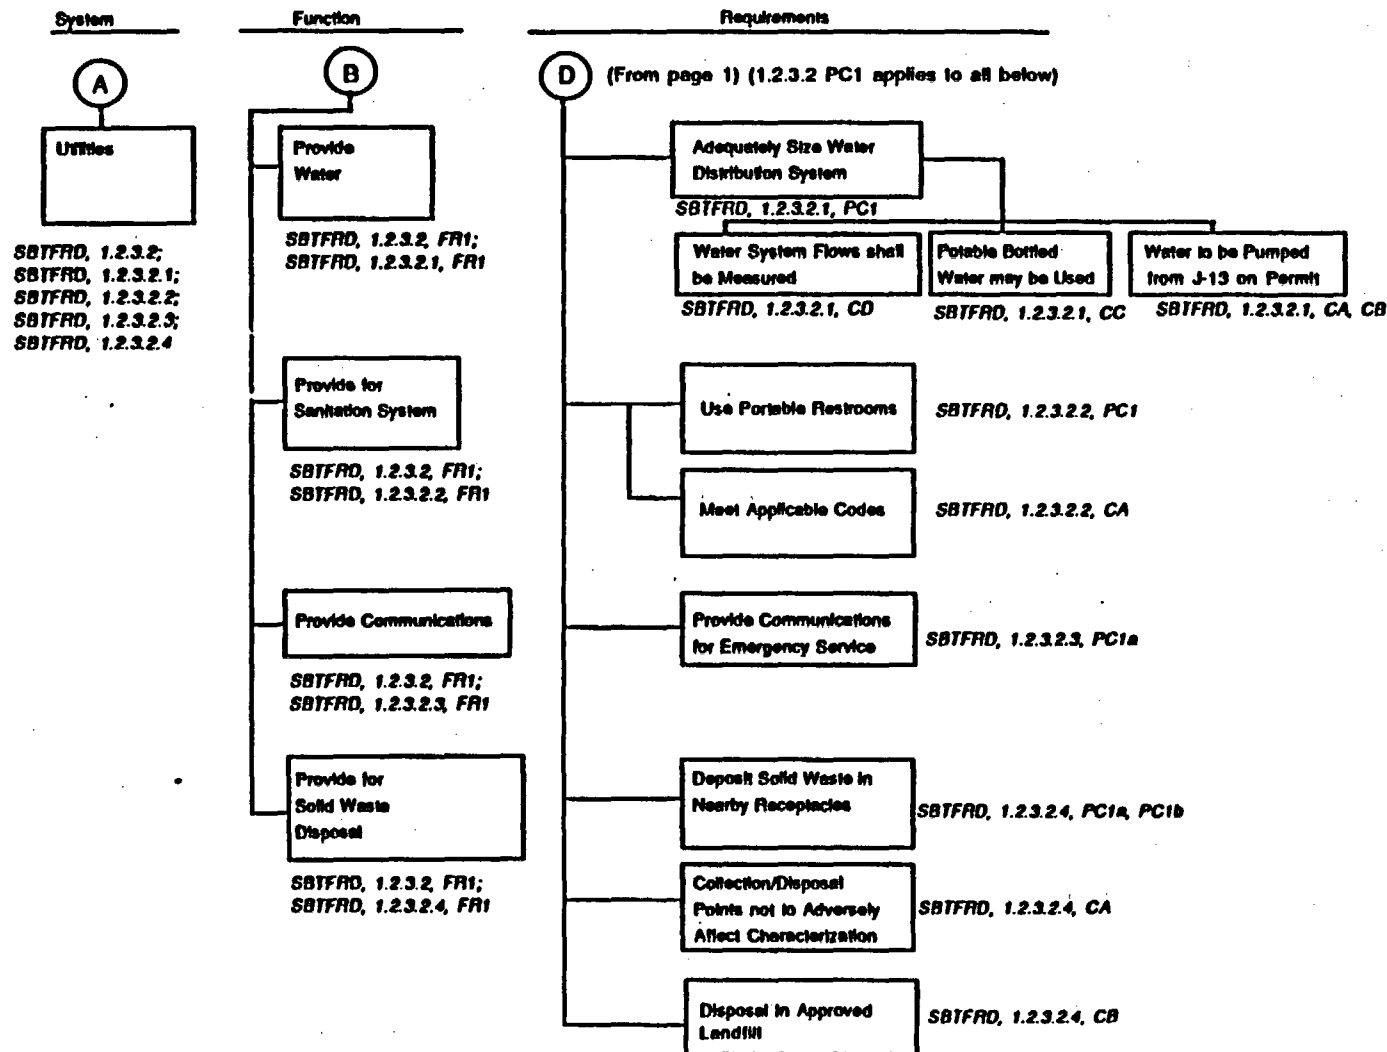 System
Function
Requirements
A
B
D
(From page 1) (1.2.3.2 PC1 applies to all below)
Utilities
SBTFRD, 1.2.3.2;
SBTFRD, 1.2.3.2.1;
SBTFRD, 1.2.3.2.2;
SBTFRD, 1.2.3.2.3;
SBTFRD, 1.2.3.2.4
Provide
Water
SBTFRD, 1.2.3.2, FR1;
SBTFRD, 1.2.3.2.1, FR1
Provide for
Sanitation System
SBTFRD, 1.2.3.2, FR1;
SBTFRD, 1.2.3.2.2, FR1
Provide Communications
SBTFRD, 1.2.3.2, FR1;
SBTFRD, 1.2.3.2.3, FR1
Provide for
Solid Waste
Disposal
SBTFRD, 1.2.3.2, FR1;
SBTFRD, 1.2.3.2.4, FR1
Adequately Size Water
Distribution System
SBTFRD, 1.2.3.2.1, PC1
Water System Flows shall
be Measured
SBTFRD, 1.2.3.2.1, CD
Potable Bottled
Water may be Used
SBTFRD, 1.2.3.2.1, CC
Water to be Pumped
from J-13 on Permit
SBTFRD, 1.2.3.2.1, CA, CB
Use Portable Restrooms
SBTFRD, 1.2.3.2.2, PC1
Meet Applicable Codes
SBTFRD, 1.2.3.2.2, CA
Provide Communications
for Emergency Service
SBTFRD, 1.2.3.2.3, PC1a
Deposit Solid Waste in
Nearby Receptacles
SBTFRD, 1.2.3.2.4, PC1a, PC1b
Collection/Disposal
Points not to Adversely
Affect Characterization
SBTFRD, 1.2.3.2.4, CA
Disposal in Approved
Landfill
SBTFRD, 1.2.3.2.4, CB